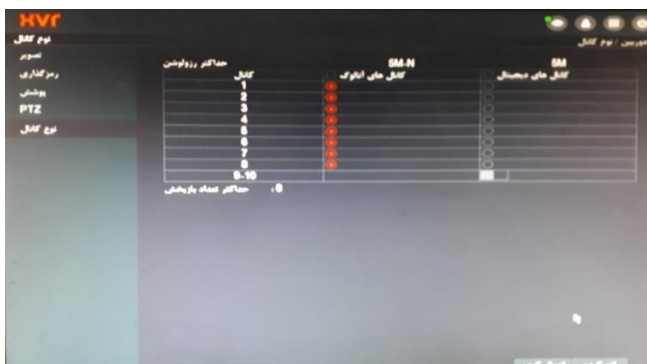 XVR
دوربین : نوع کانال
نوع کانال
تصویر
رمزگذاری
پوشش
PTZ
نوع کانال
حداکثر رزولوشن 5M-N 5M
کانال کانال های آنالوگ کانال های دیجیتال
1
2
3
4
5
6
7
8
9-10
حداکثر تعداد بازپخش : 8